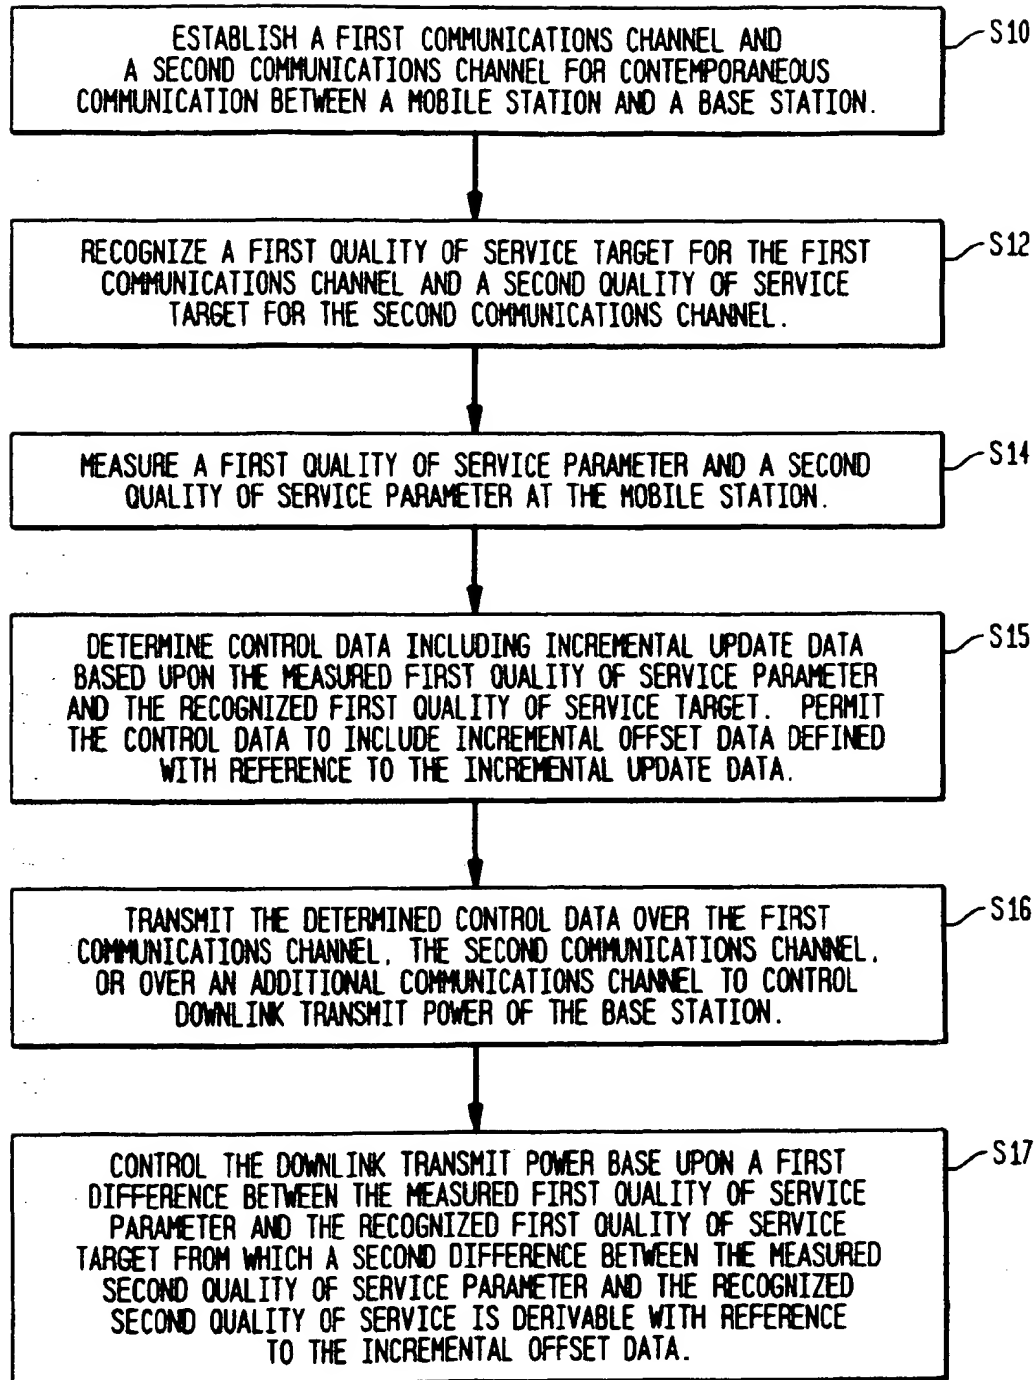 ESTABLISH A FIRST COMMUNICATIONS CHANNEL AND
A SECOND COMMUNICATIONS CHANNEL FOR CONTEMPORANEOUS
COMMUNICATION BETWEEN A MOBILE STATION AND A BASE STATION.
S10
RECOGNIZE A FIRST QUALITY OF SERVICE TARGET FOR THE FIRST
COMMUNICATIONS CHANNEL AND A SECOND QUALITY OF SERVICE
TARGET FOR THE SECOND COMMUNICATIONS CHANNEL.
S12
MEASURE A FIRST QUALITY OF SERVICE PARAMETER AND A SECOND
QUALITY OF SERVICE PARAMETER AT THE MOBILE STATION.
S14
DETERMINE CONTROL DATA INCLUDING INCREMENTAL UPDATE DATA
BASED UPON THE MEASURED FIRST QUALITY OF SERVICE PARAMETER
AND THE RECOGNIZED FIRST QUALITY OF SERVICE TARGET. PERMIT
THE CONTROL DATA TO INCLUDE INCREMENTAL OFFSET DATA DEFINED
WITH REFERENCE TO THE INCREMENTAL UPDATE DATA.
S15
TRANSMIT THE DETERMINED CONTROL DATA OVER THE FIRST
COMMUNICATIONS CHANNEL, THE SECOND COMMUNICATIONS CHANNEL,
OR OVER AN ADDITIONAL COMMUNICATIONS CHANNEL TO CONTROL
DOWNLINK TRANSMIT POWER OF THE BASE STATION.
S16
CONTROL THE DOWNLINK TRANSMIT POWER BASE UPON A FIRST
DIFFERENCE BETWEEN THE MEASURED FIRST QUALITY OF SERVICE
PARAMETER AND THE RECOGNIZED FIRST QUALITY OF SERVICE
TARGET FROM WHICH A SECOND DIFFERENCE BETWEEN THE MEASURED
SECOND QUALITY OF SERVICE PARAMETER AND THE RECOGNIZED
SECOND QUALITY OF SERVICE IS DERIVABLE WITH REFERENCE
TO THE INCREMENTAL OFFSET DATA.
S17